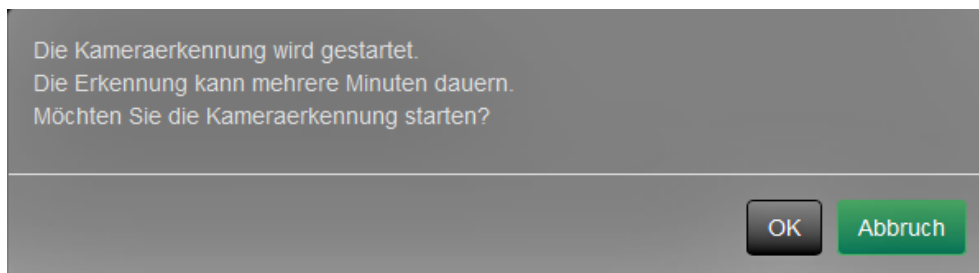 Die Kameraerkennung wird gestartet.
Die Erkennung kann mehrere Minuten dauern.
Möchten Sie die Kameraerkennung starten?
OK Abbruch